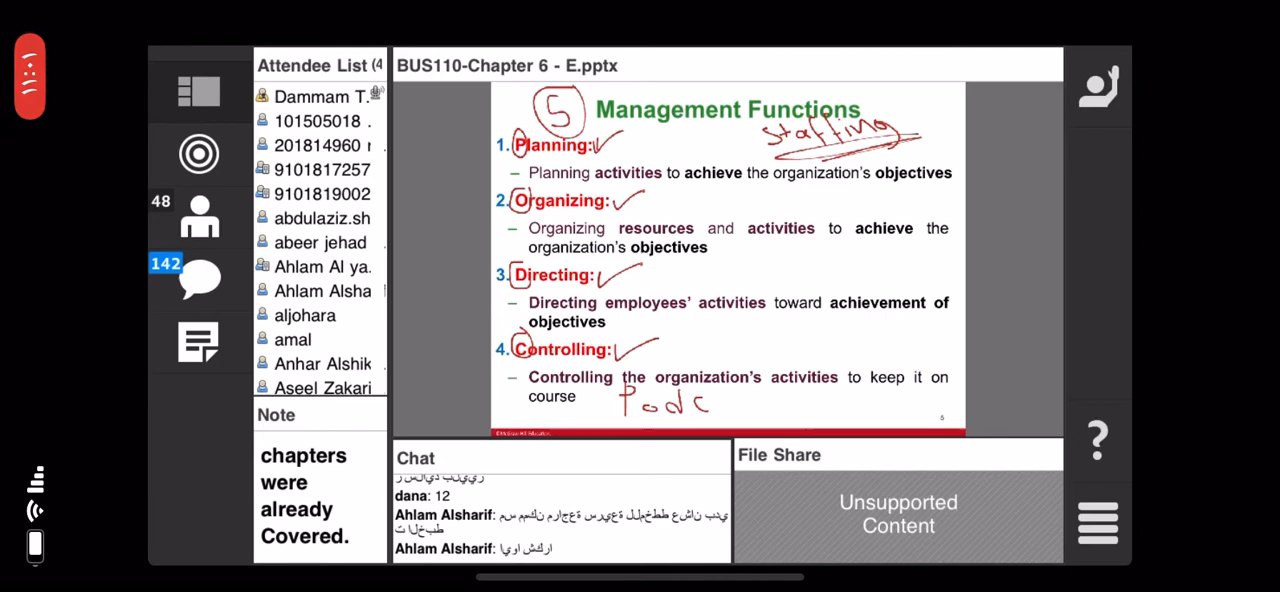 ١١:٠١
Attendee List (4
Dammam T.
101505018 .
201814960 r
9101817257
9101819002
abdulaziz.sh
abeer jehad
Ahlam Al ya.
Ahlam Alsha
aljohara
amal
Anhar Alshik
Aseel Zakari
48
142
Note
chapters
were
already
Covered.
BUS110-Chapter 6 - E.pptx
5 Management Functions
staffing
1. Planning:
– Planning activities to achieve the organization's objectives
2. Organizing:
– Organizing resources and activities to achieve the
organization's objectives
3. Directing:
– Directing employees' activities toward achievement of
objectives
4. Controlling:
– Controlling the organization's activities to keep it on
course
Podc
5
Chat
dana: 12
Ahlam Alsharif: مس ممكن مراجعة سريعة للمخطط عشان بدي
Ahlam Alsharif: ايوا شكرا
File Share
Unsupported
Content
?